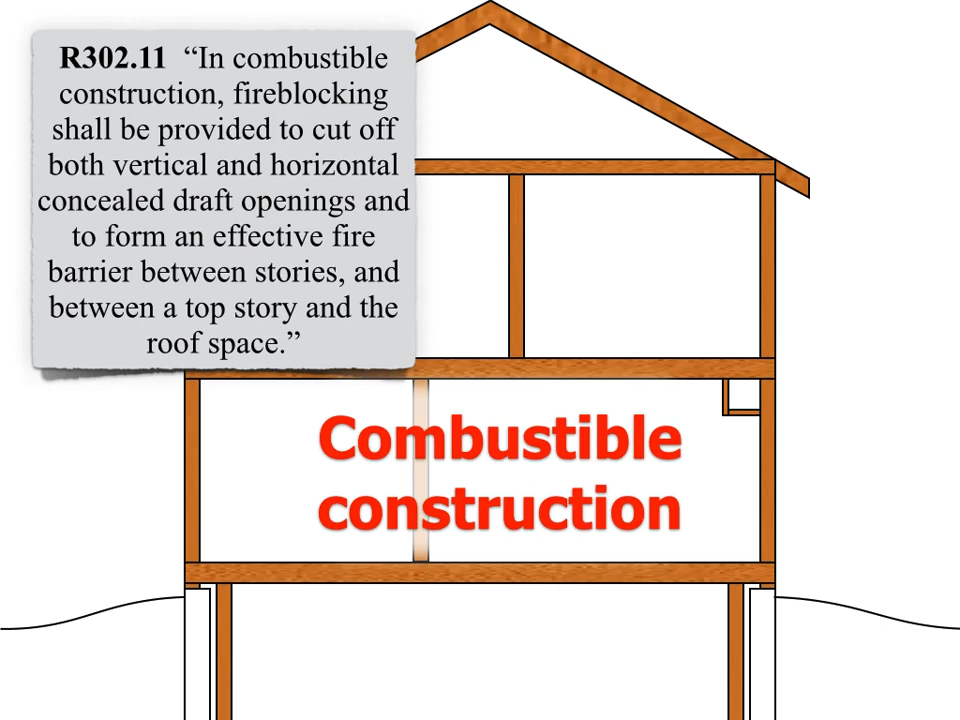 R302.11 “In combustible
construction, fireblocking
shall be provided to cut off
both vertical and horizontal
concealed draft openings and
to form an effective fire
barrier between stories, and
between a top story and the
roof space.”
Combustible
construction